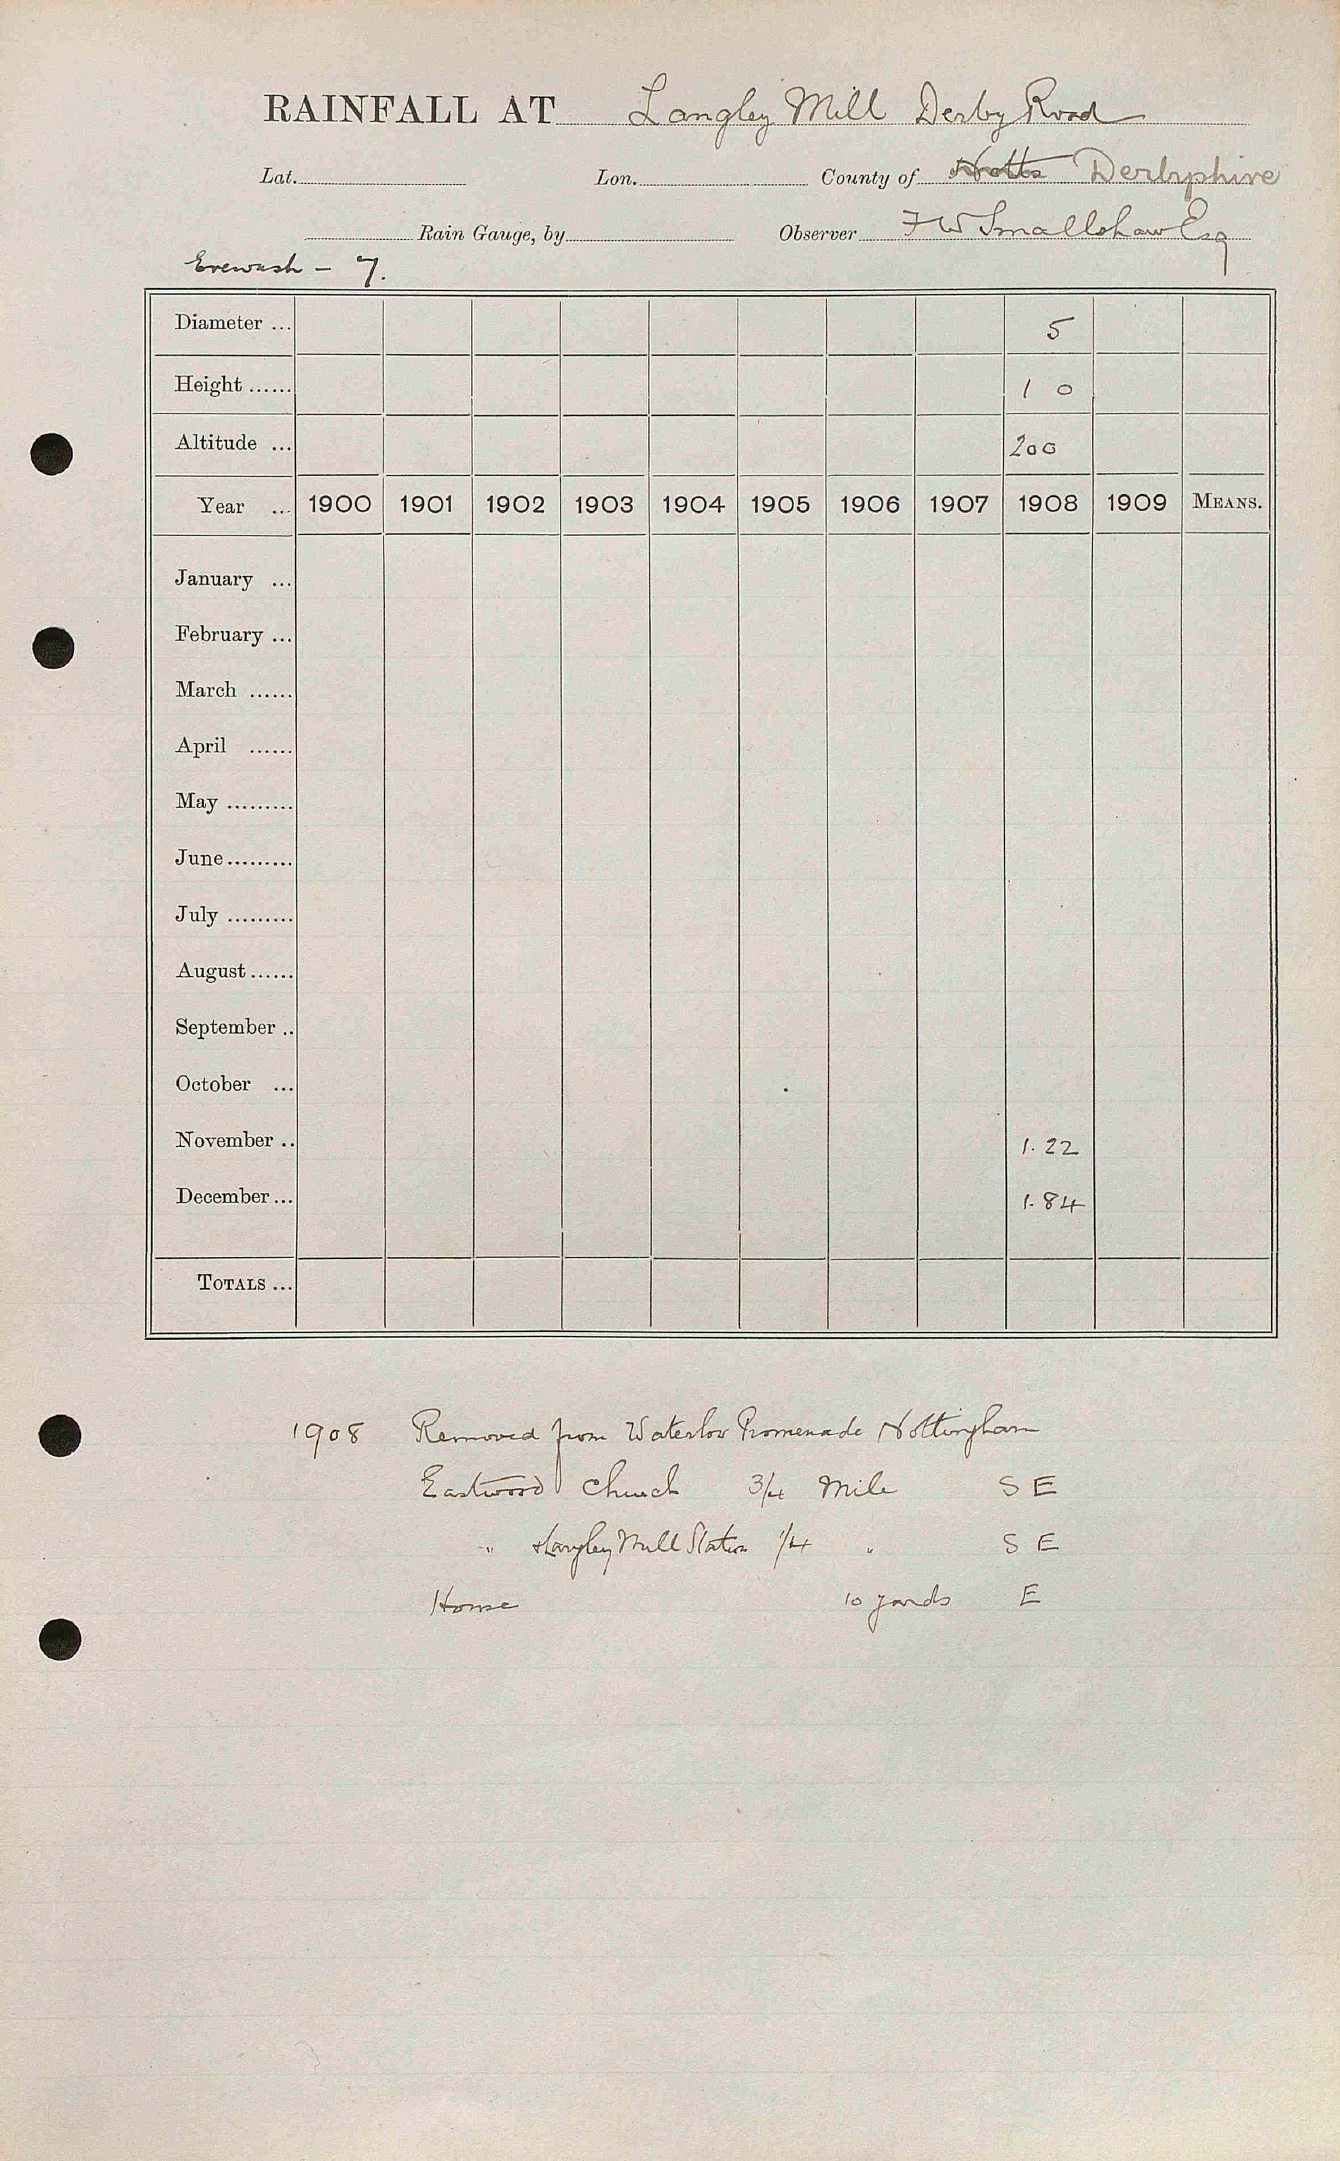 RAINFALL AT Langley Mill Derby Road
Lat. Lon. County of Notts Derbyshire
Rain Gauge, by Observer F W Smallshaw Esq
Erewash - 7.
Diameter ... 5
Height ...... 1 0
Altitude ... 200
Year ... 1900 1901 1902 1903 1904 1905 1906 1907 1908 1909 MEANS.
January ...
February ...
March ......
April ......
May .........
June.........
July .........
August......
September ..
October ...
November .. 1.22
December ... 1.84
TOTALS ...
1908 Removed from Waterloo Promenade Nottingham
Eastwood Church 3/4 Mile S E
" Langley Mill Station 1/4 " S E
House 10 yards E